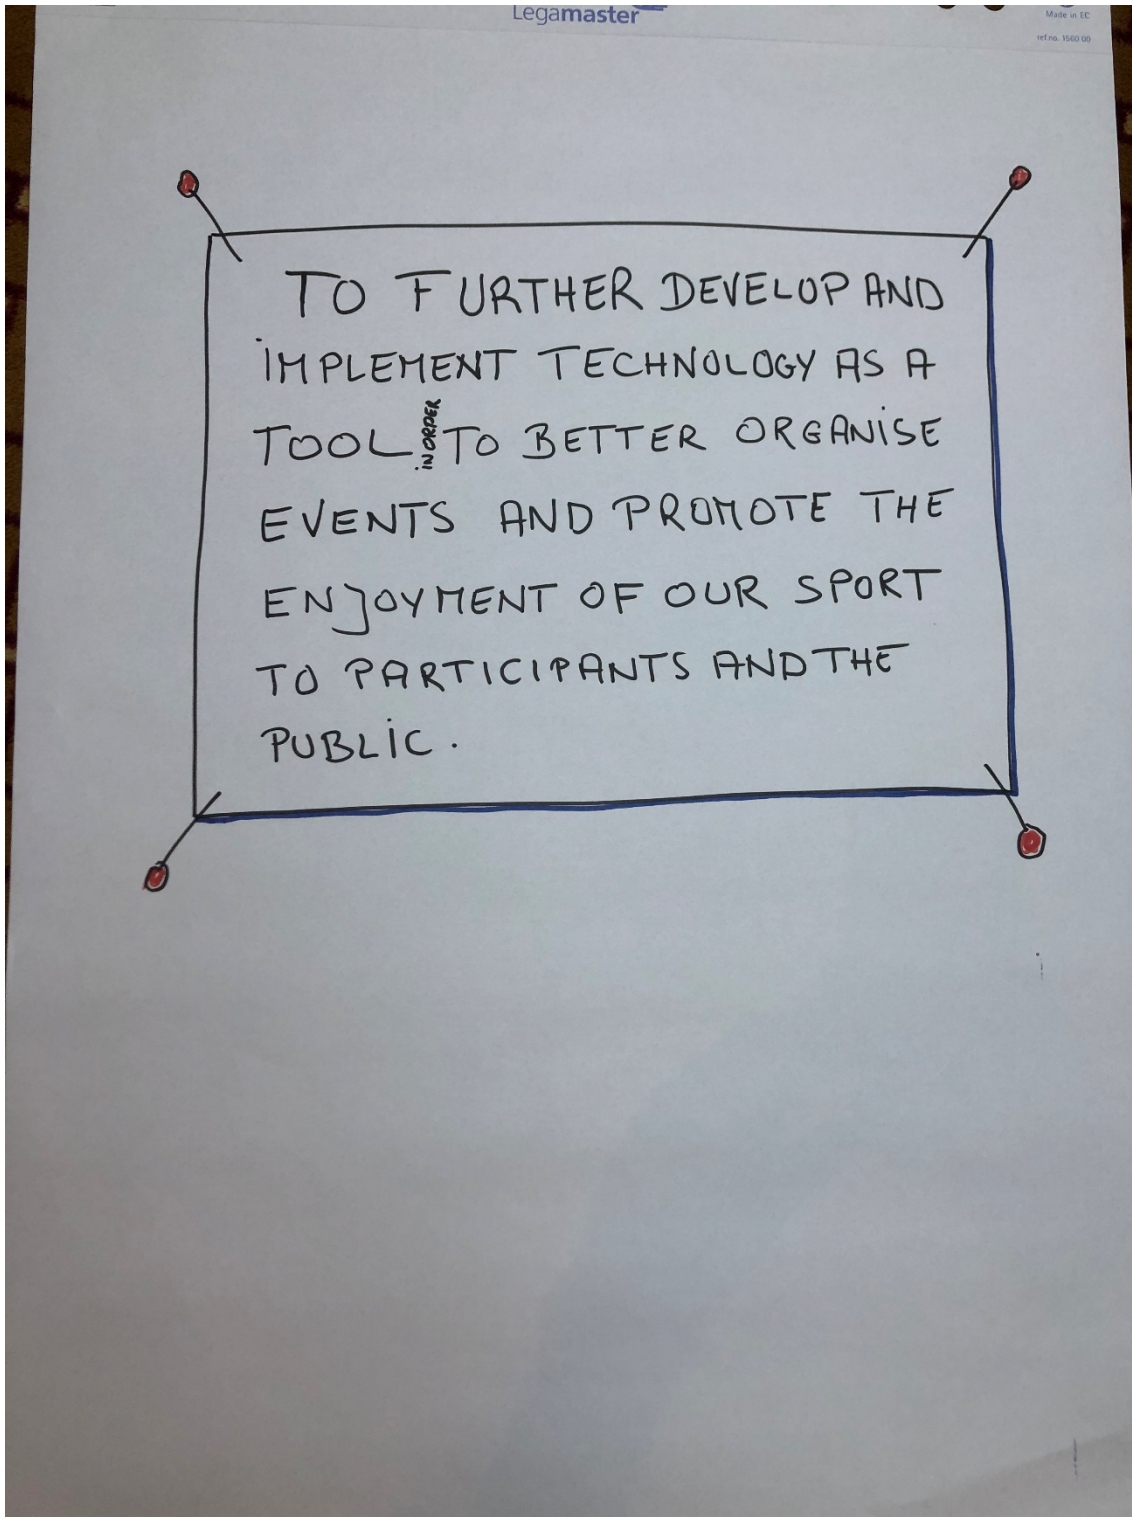 Legamaster
Made in EC
ref.no. 1560 00
TO FURTHER DEVELOP AND
IMPLEMENT TECHNOLOGY AS A
TOOL IN ORDER TO BETTER ORGANISE
EVENTS AND PROMOTE THE
ENJOYMENT OF OUR SPORT
TO PARTICIPANTS AND THE
PUBLIC.